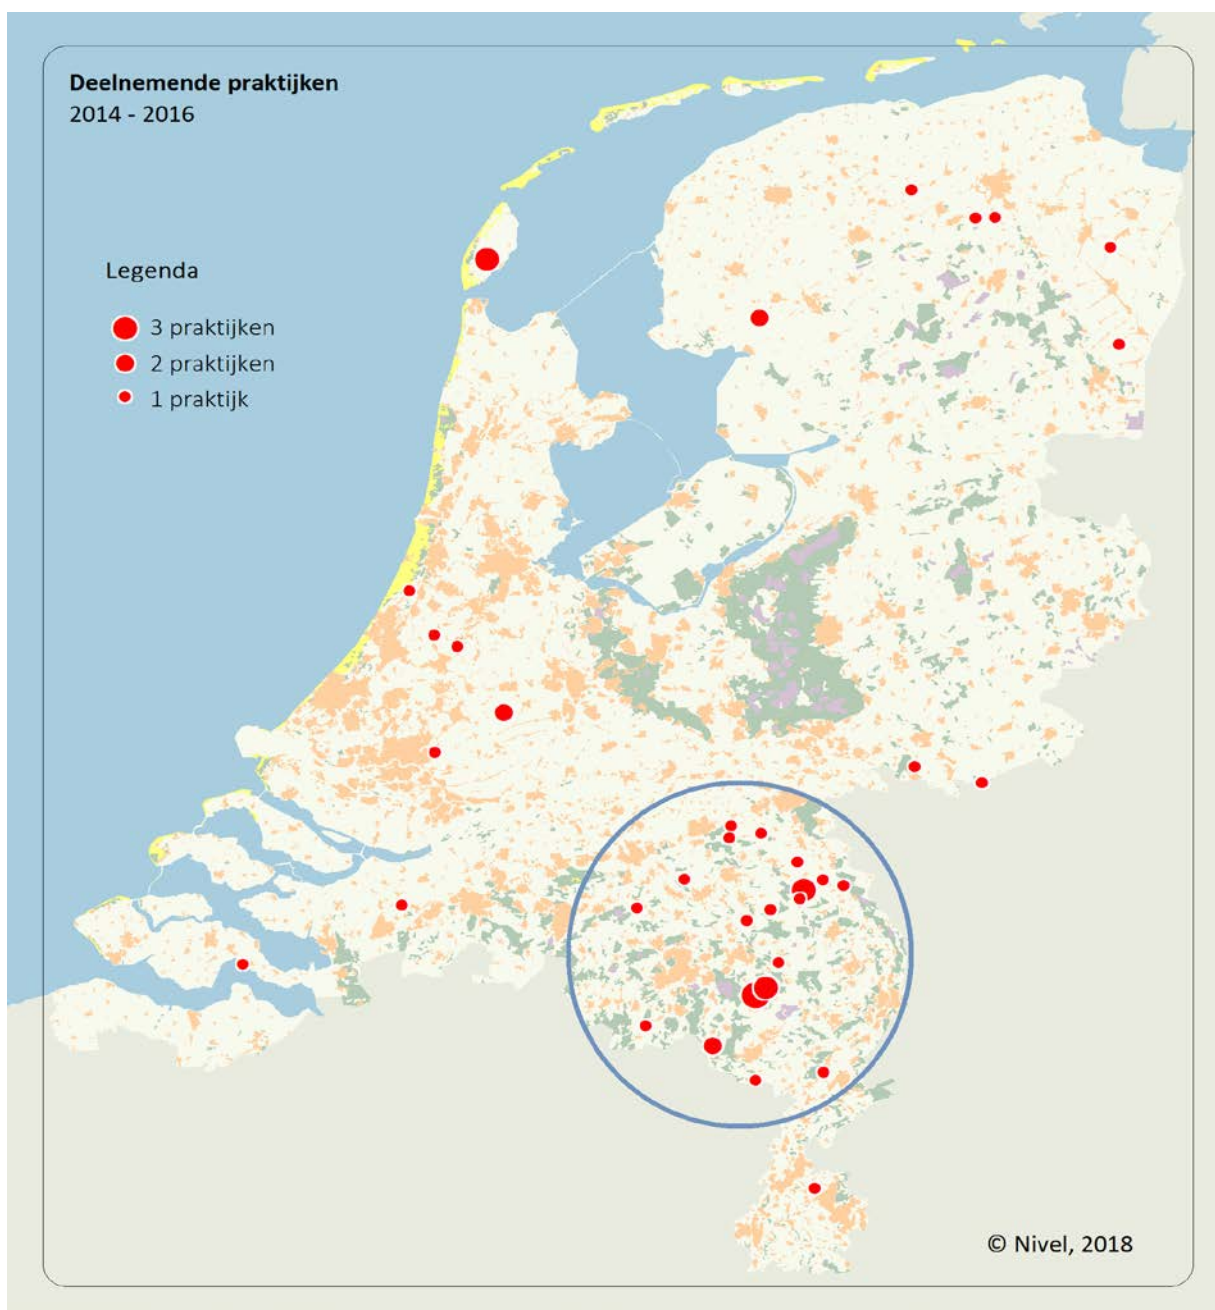 Deelnemende praktijken
2014 - 2016
Legenda
3 praktijken
2 praktijken
1 praktijk
© Nivel, 2018